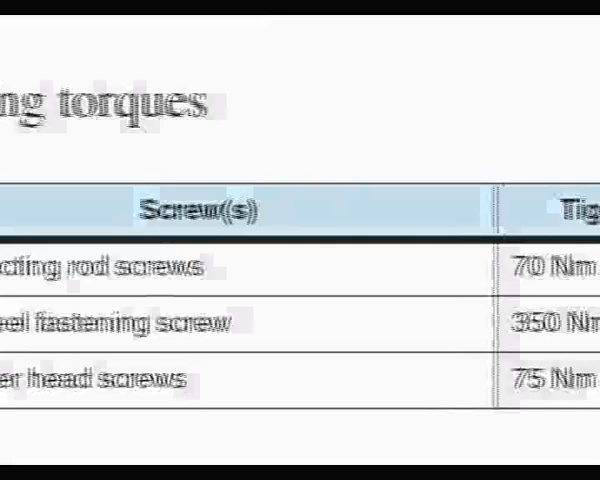 ng torques
Screw(s) Tig
cting rod screws 70 Nm
eel fastening screw 350 Nm
er head screws 75 Nm